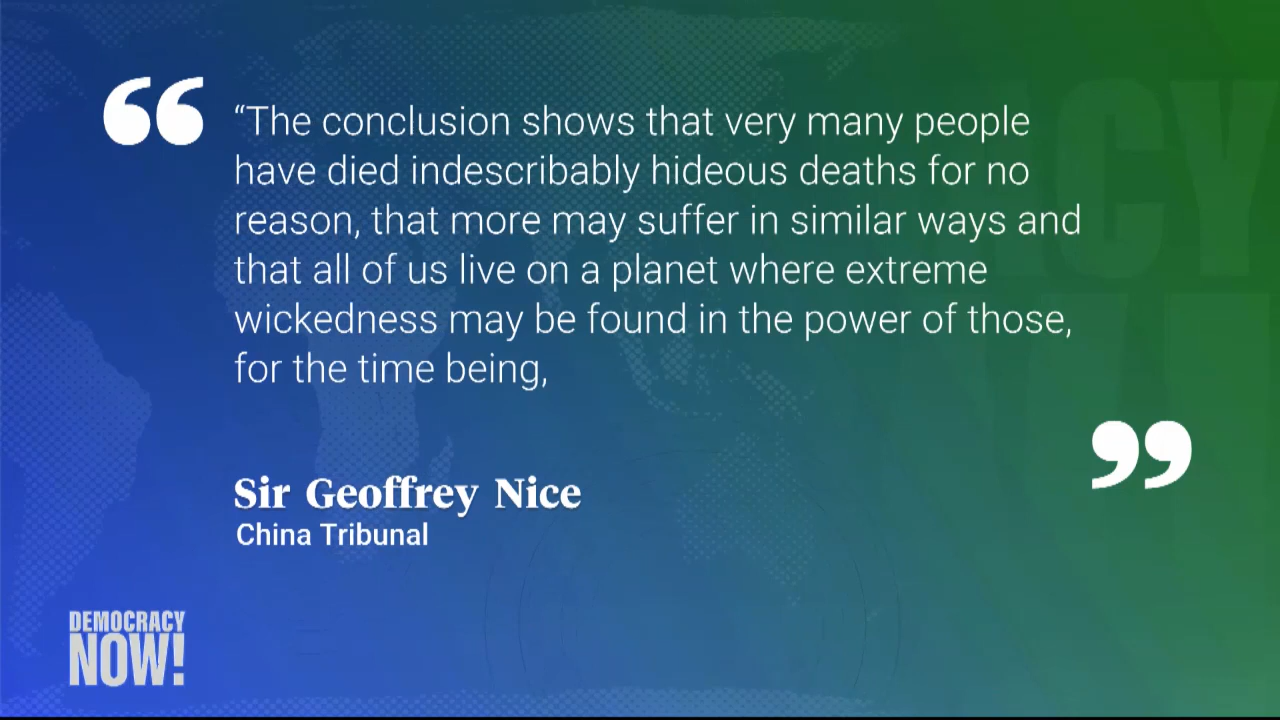 “The conclusion shows that very many people
have died indescribably hideous deaths for no
reason, that more may suffer in similar ways and
that all of us live on a planet where extreme
wickedness may be found in the power of those,
for the time being,
Sir Geoffrey Nice
China Tribunal
DEMOCRACY
NOW!